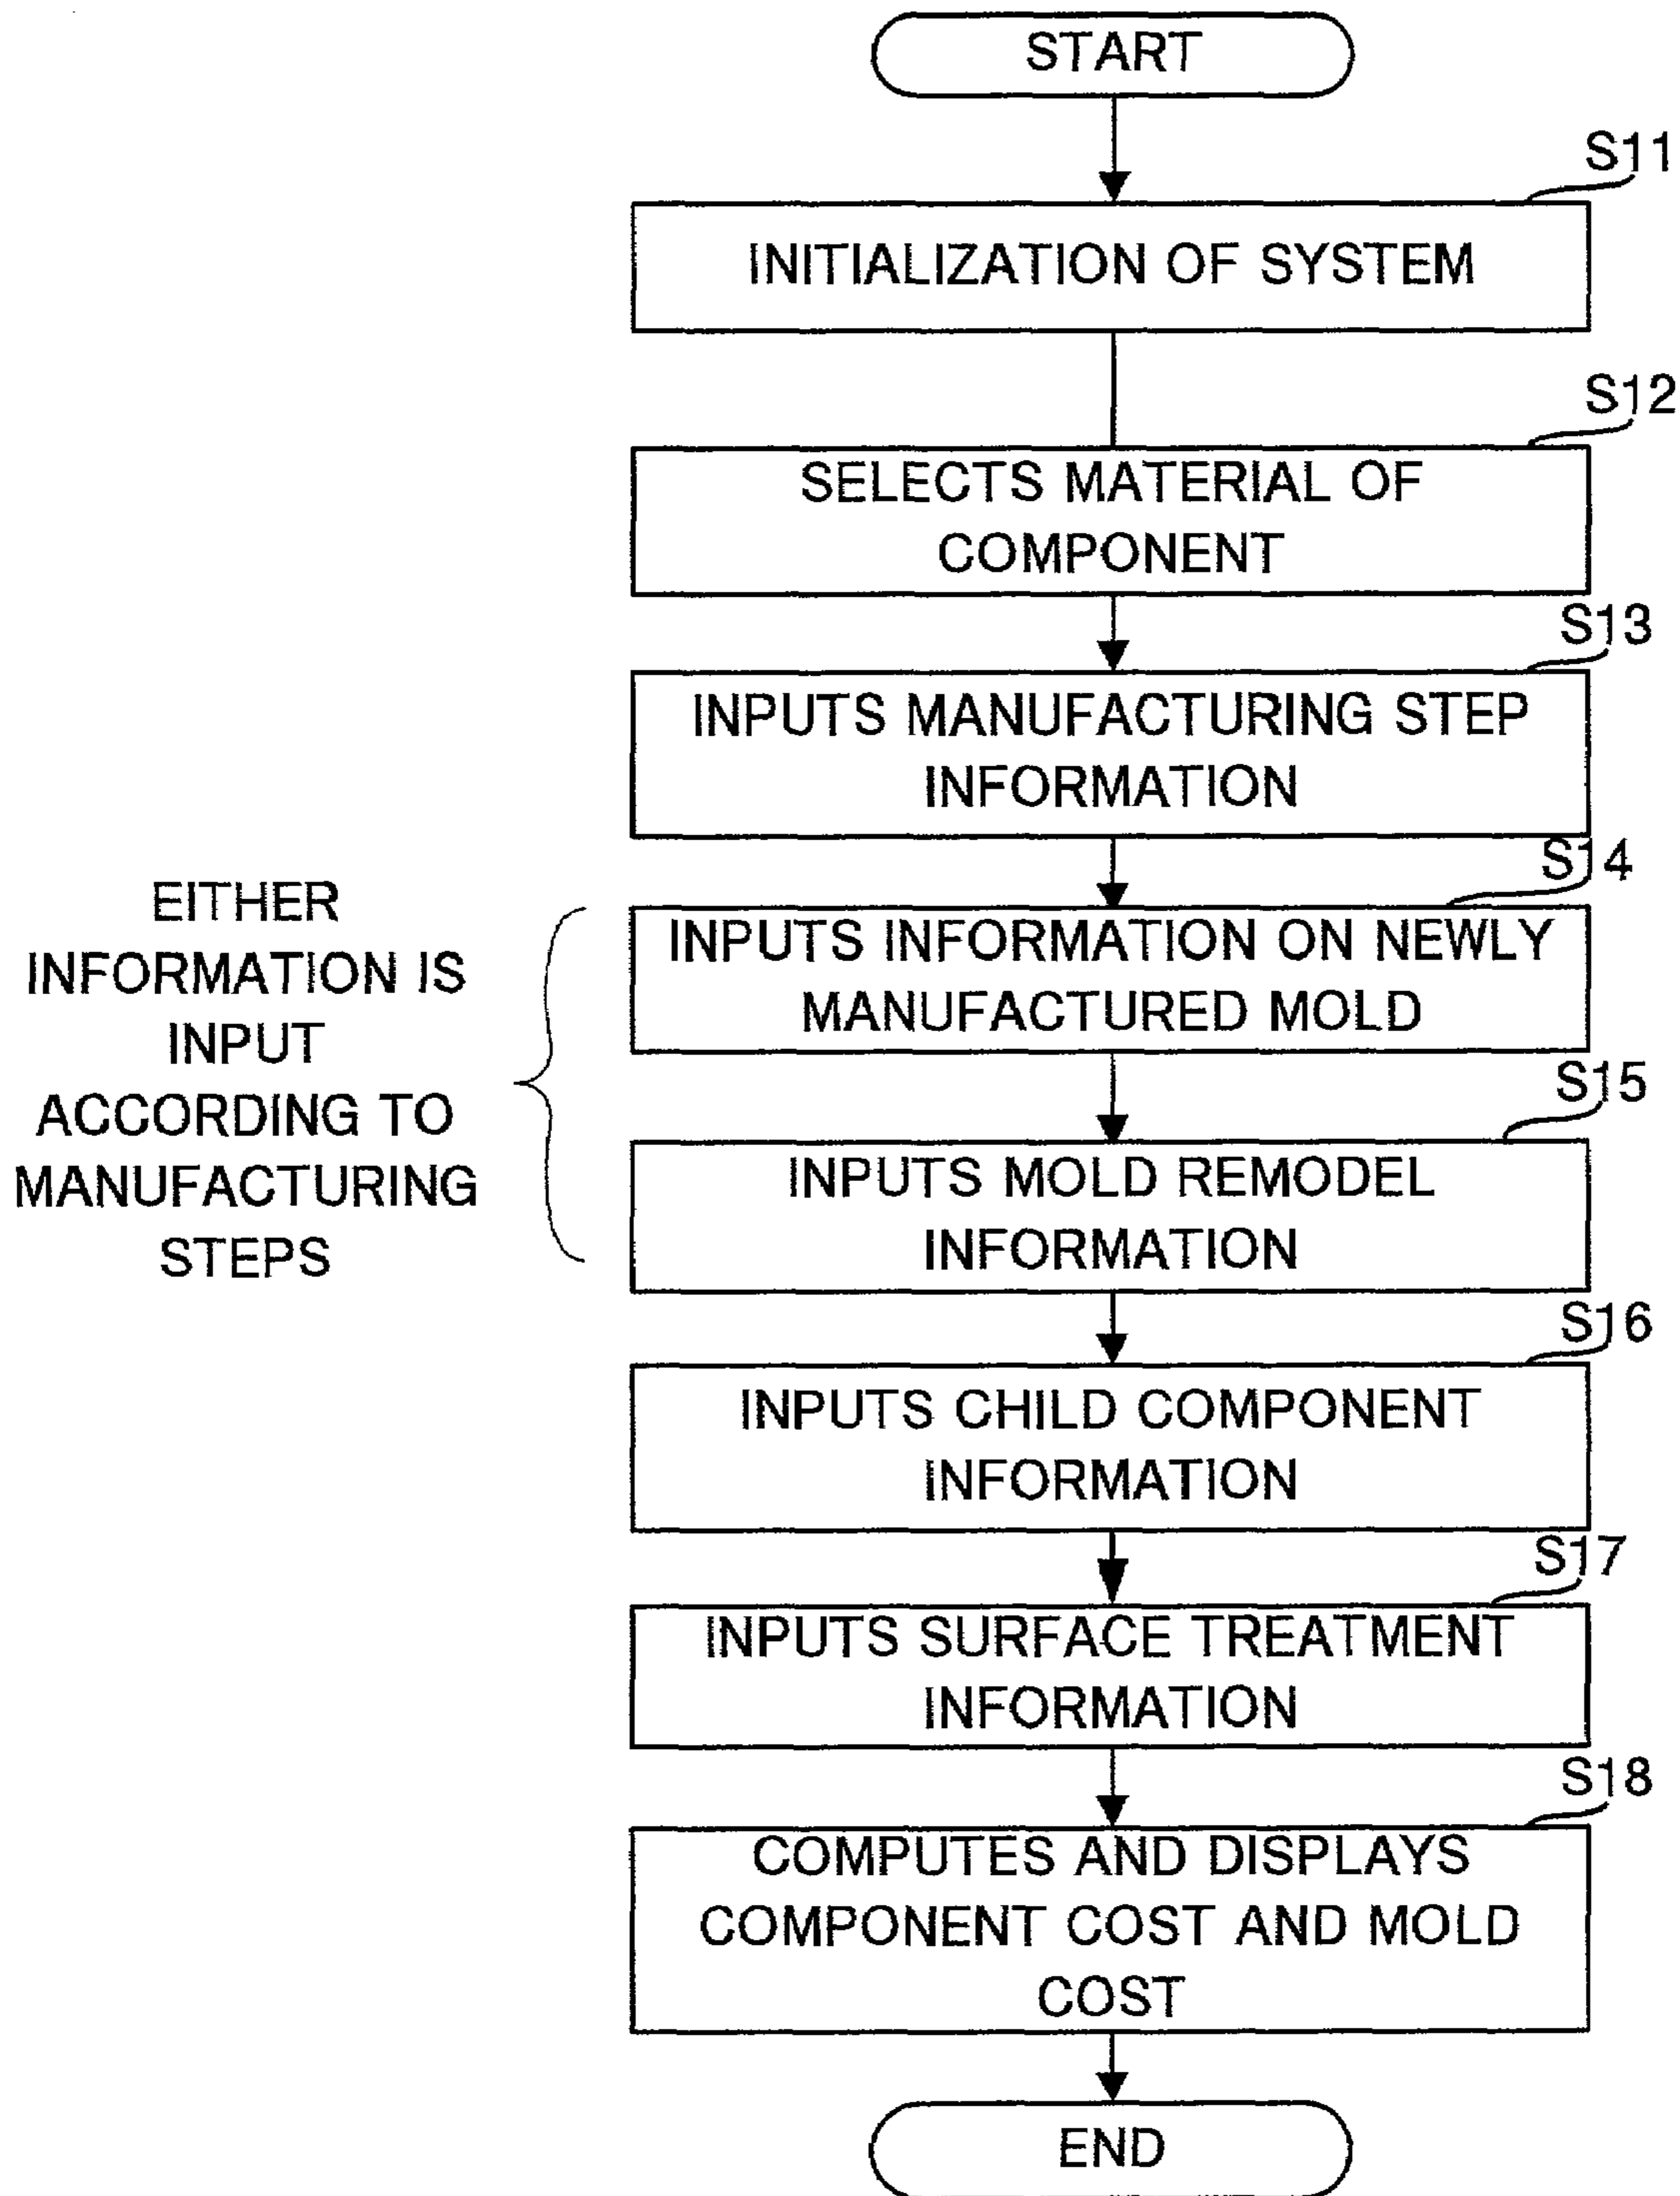 START
S11
INITIALIZATION OF SYSTEM
S12
SELECTS MATERIAL OF
COMPONENT
S13
INPUTS MANUFACTURING STEP
INFORMATION
EITHER
INFORMATION IS
INPUT
ACCORDING TO
MANUFACTURING
STEPS
S14
INPUTS INFORMATION ON NEWLY
MANUFACTURED MOLD
S15
INPUTS MOLD REMODEL
INFORMATION
S16
INPUTS CHILD COMPONENT
INFORMATION
S17
INPUTS SURFACE TREATMENT
INFORMATION
S18
COMPUTES AND DISPLAYS
COMPONENT COST AND MOLD
COST
END